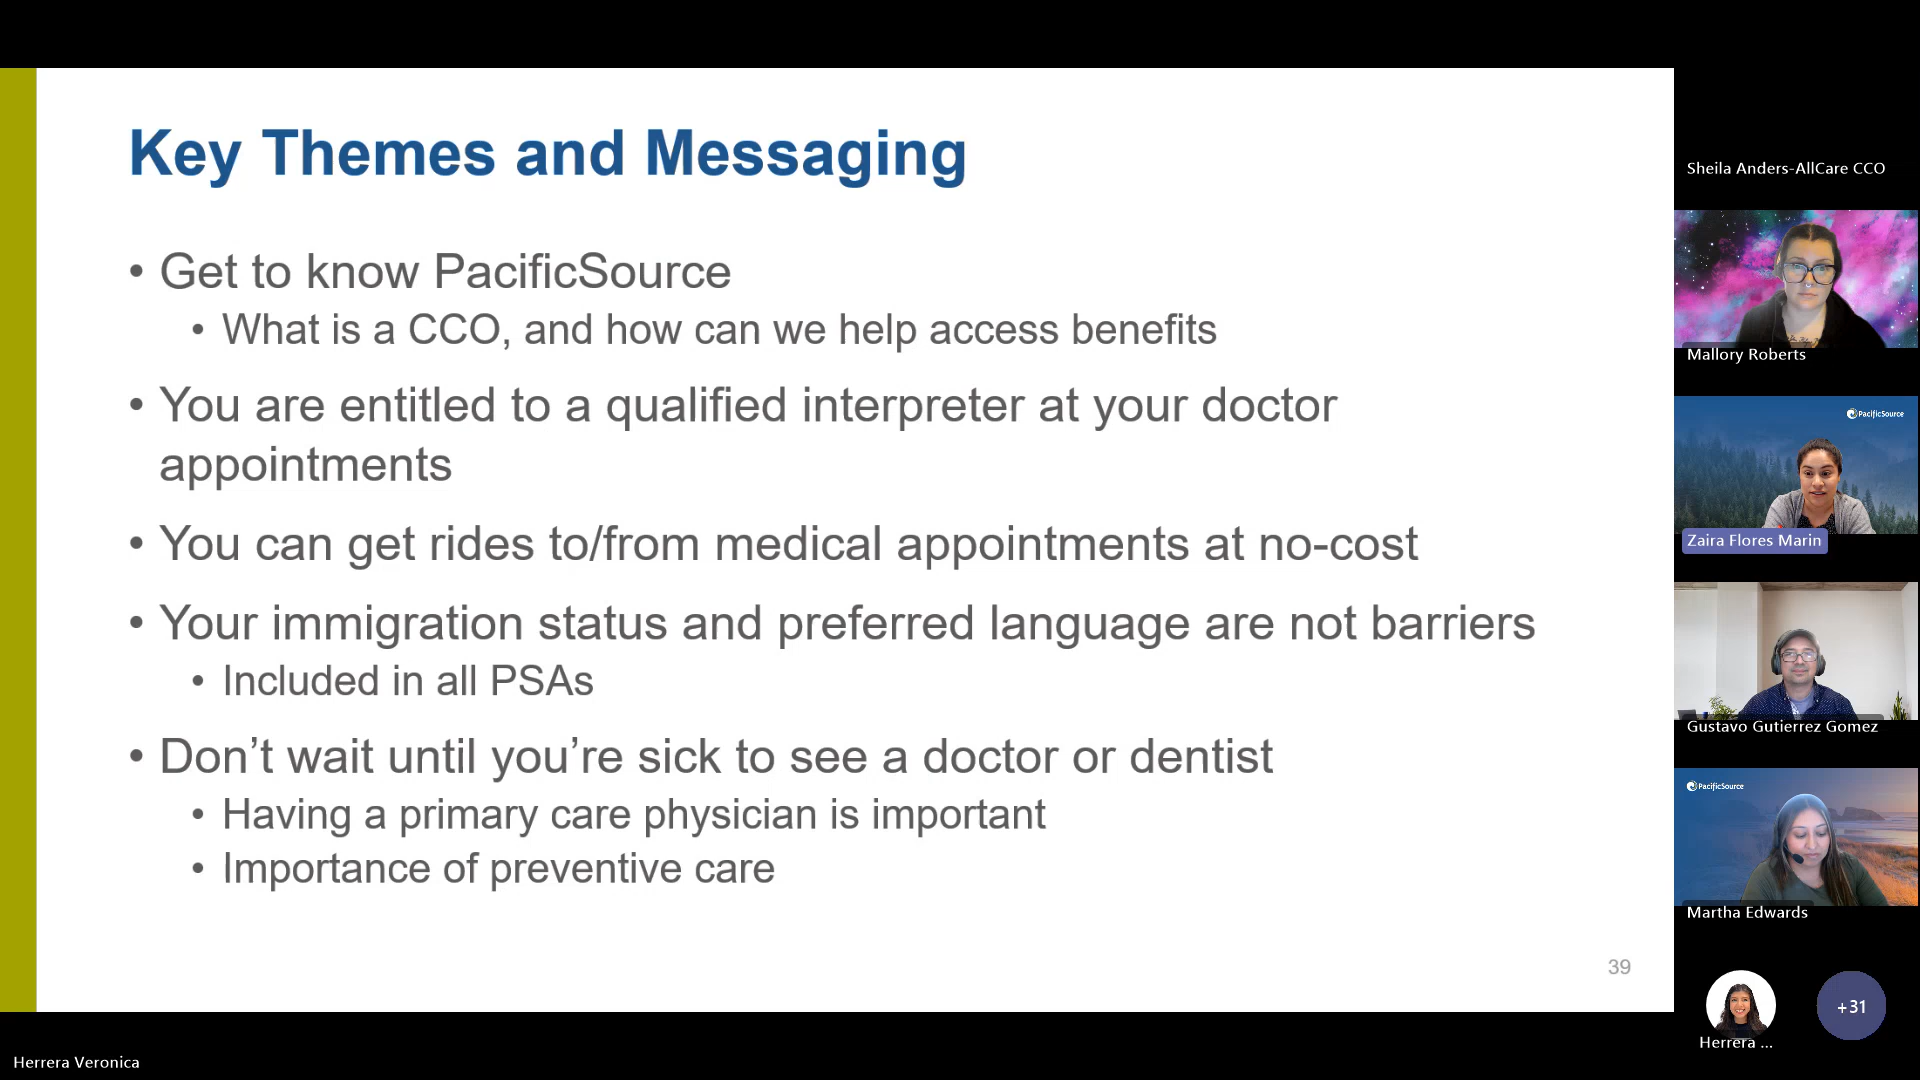 Key Themes and Messaging
• Get to know PacificSource
• What is a CCO, and how can we help access benefits
• You are entitled to a qualified interpreter at your doctor
appointments
• You can get rides to/from medical appointments at no-cost
• Your immigration status and preferred language are not barriers
• Included in all PSAs
• Don’t wait until you’re sick to see a doctor or dentist
• Having a primary care physician is important
• Importance of preventive care
39
Sheila Anders-AllCare CCO
Mallory Roberts
PacificSource
Zaira Flores Marin
Gustavo Gutierrez Gomez
PacificSource
Martha Edwards
Herrera ...
+31
Herrera Veronica